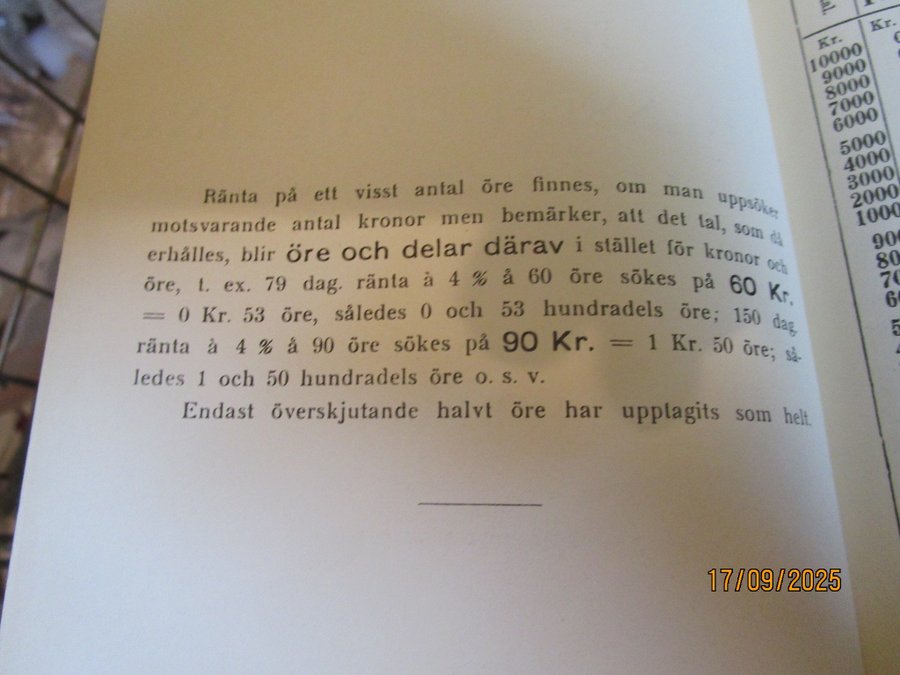 Ränta på ett visst antal öre finnes, om man uppsöker
motsvarande antal kronor men bemärker, att det tal, som då
erhålles, blir öre och delar därav i stället för kronor och
öre, t. ex. 79 dag. ränta à 4 % å 60 öre sökes på 60 Kr.
= 0 Kr. 53 öre, således 0 och 53 hundradels öre; 150 dag.
ränta à 4 % å 90 öre sökes på 90 Kr. = 1 Kr. 50 öre; så-
ledes 1 och 50 hundradels öre o. s. v.
Endast överskjutande halvt öre har upptagits som helt.
tal.
Kr. Kr.
10000
9000
8000
7000
6000
5000
4000
3000
2000
1000
17/09/2025